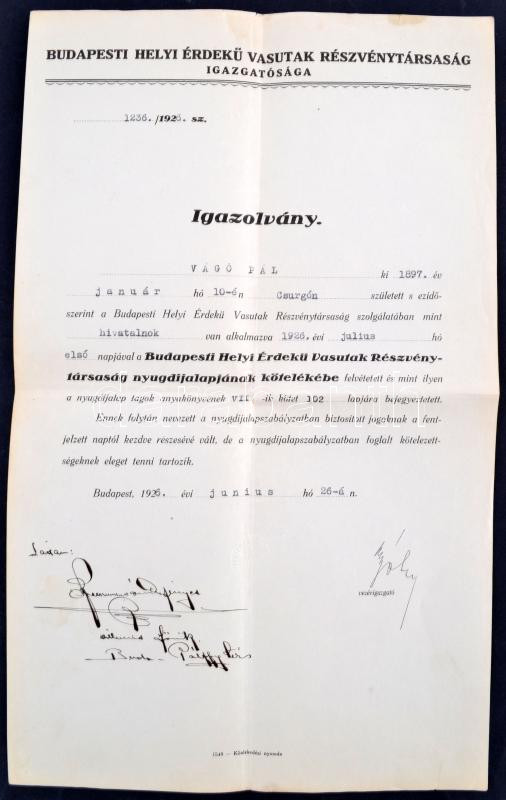 BUDAPESTI HELYI ÉRDEKŰ VASUTAK RÉSZVÉNYTÁRSASÁG
IGAZGATÓSÁGA
1236./1926. sz.
Igazolvány.
VÁGÓ PÁL ki 1897. év
január hó 10-én Csurgón született s ezidő-
szerint a Budapesti Helyi Érdekű Vasutak Részvénytársaság szolgálatában mint
hivatalnok van alkalmazva 1926. évi julius hó
első napjával a Budapesti Helyi Érdekű Vasutak Részvény-
társaság nyugdíjalapjának kötelékébe felvétetett és mint ilyen
a nyugdíjalap tagok anyakönyvének VII -ik kötet 102 lapjára bejegyeztetett.
Ennek folytán nevezett a nyugdíjalapszabályzatban biztosított jogoknak a fent-
jelzett naptól kezdve részesévé vált, de a nyugdíjalapszabályzatban foglalt kötelezett-
ségeknek eleget tenni tartozik.
Budapest, 1926. évi junius hó 26-á n.
vezérigazgató
Buda-